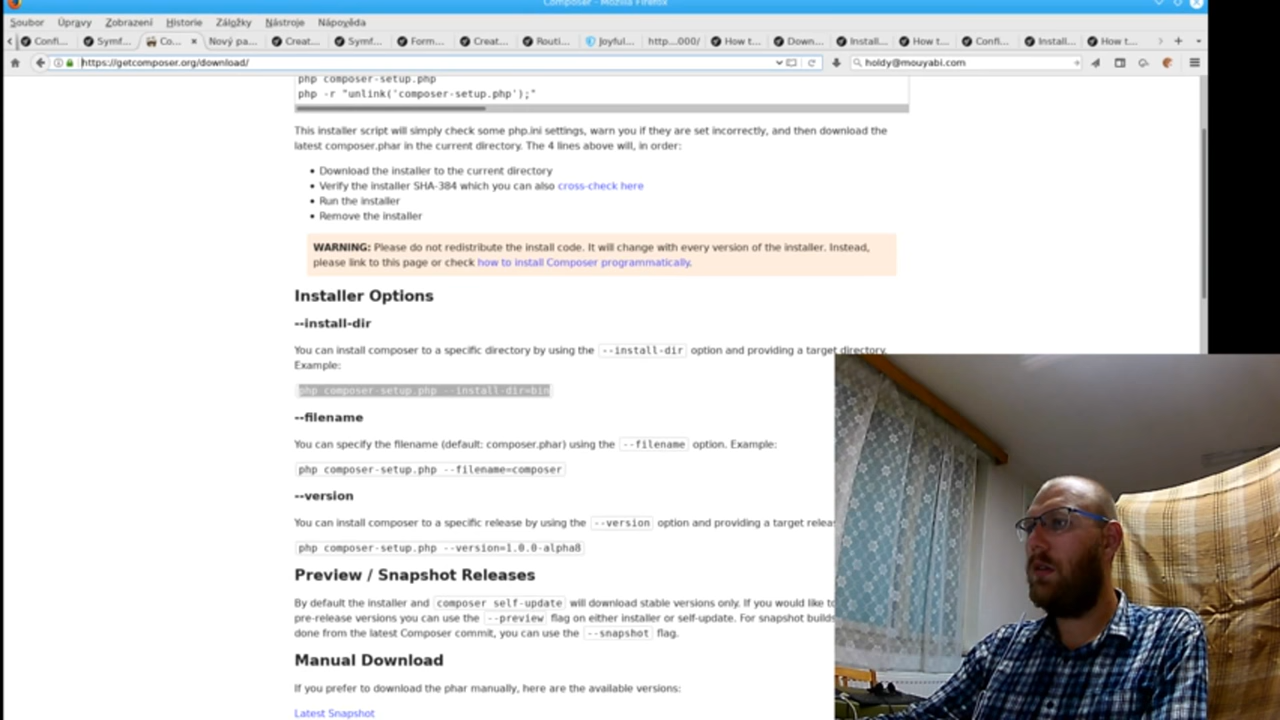 Composer - Mozilla Firefox
Soubor Úpravy Zobrazení Historie Záložky Nástroje Nápověda
Confi... Symf... Co... Nový pa... Creat... Symf... Form... Creat... Routi... Joyful... http...000/ How t... Down... Install... How t... Confi... Install... How t...
https://getcomposer.org/download/ holdy@mouyabi.com
php composer-setup.php
php -r "unlink('composer-setup.php');"
This installer script will simply check some php.ini settings, warn you if they are set incorrectly, and then download the
latest composer.phar in the current directory. The 4 lines above will, in order:
• Download the installer to the current directory
• Verify the installer SHA-384 which you can also cross-check here
• Run the installer
• Remove the installer
WARNING: Please do not redistribute the install code. It will change with every version of the installer. Instead,
please link to this page or check how to install Composer programmatically.
Installer Options
--install-dir
You can install composer to a specific directory by using the --install-dir option and providing a target directory.
Example:
php composer-setup.php --install-dir=bin
--filename
You can specify the filename (default: composer.phar) using the --filename option. Example:
php composer-setup.php --filename=composer
--version
You can install composer to a specific release by using the --version option and providing a target relea
php composer-setup.php --version=1.0.0-alpha8
Preview / Snapshot Releases
By default the installer and composer self-update will download stable versions only. If you would like to
pre-release versions you can use the --preview flag on either installer or self-update. For snapshot builds
done from the latest Composer commit, you can use the --snapshot flag.
Manual Download
If you prefer to download the phar manually, here are the available versions:
Latest Snapshot